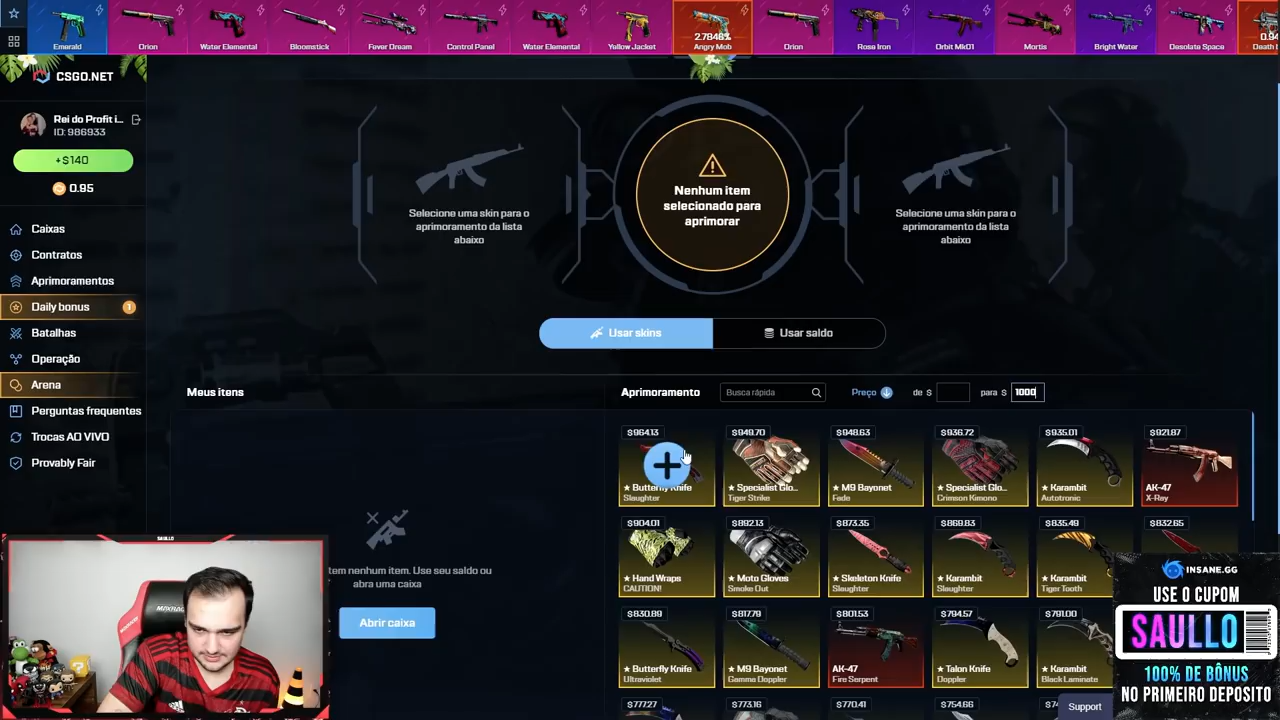 Emerald
Orion
Water Elemental
Bloomstick
Fever Dream
Control Panel
Water Elemental
Yellow Jacket
2.7848%
Angry Mob
Orion
Rose Iron
Orbit Mk01
Mortis
Bright Water
Desolate Space
0.94
CSGO.NET
Rei do Profit i...
ID: 986933
+$140
0.95
Caixas
Contratos
Aprimoramentos
Daily bonus 1
Batalhas
Operação
Arena
Perguntas frequentes
Trocas AO VIVO
Provably Fair
Selecione uma skin para o
aprimoramento da lista
abaixo
Nenhum item
selecionado para
aprimorar
Selecione uma skin para o
aprimoramento da lista
abaixo
Usar skins
Usar saldo
Meus itens
tem nenhum item. Use seu saldo ou
abra uma caixa
Abrir caixa
Aprimoramento
Busca rápida
Preço
de $
para $ 1000
$964.13
★ Butterfly Knife
Slaughter
$949.70
★ Specialist Glo...
Tiger Strike
$948.63
★ M9 Bayonet
Fade
$936.72
★ Specialist Glo...
Crimson Kimono
$935.01
★ Karambit
Autotronic
$921.87
AK-47
X-Ray
$904.01
★ Hand Wraps
CAUTION!
$892.13
★ Moto Gloves
Smoke Out
$873.35
★ Skeleton Knife
Slaughter
$869.83
★ Karambit
Slaughter
$835.49
★ Karambit
Tiger Tooth
$832.65
$830.89
★ Butterfly Knife
Ultraviolet
$817.79
★ M9 Bayonet
Gamma Doppler
$801.53
AK-47
Fire Serpent
$794.57
★ Talon Knife
Doppler
$791.00
★ Karambit
Black Laminate
$777.27
$773.16
$770.41
$754.66
Support
SAULLO
INSANE.GG
USE O CUPOM
SAULLO
100% DE BÔNUS
NO PRIMEIRO DEPOSITO